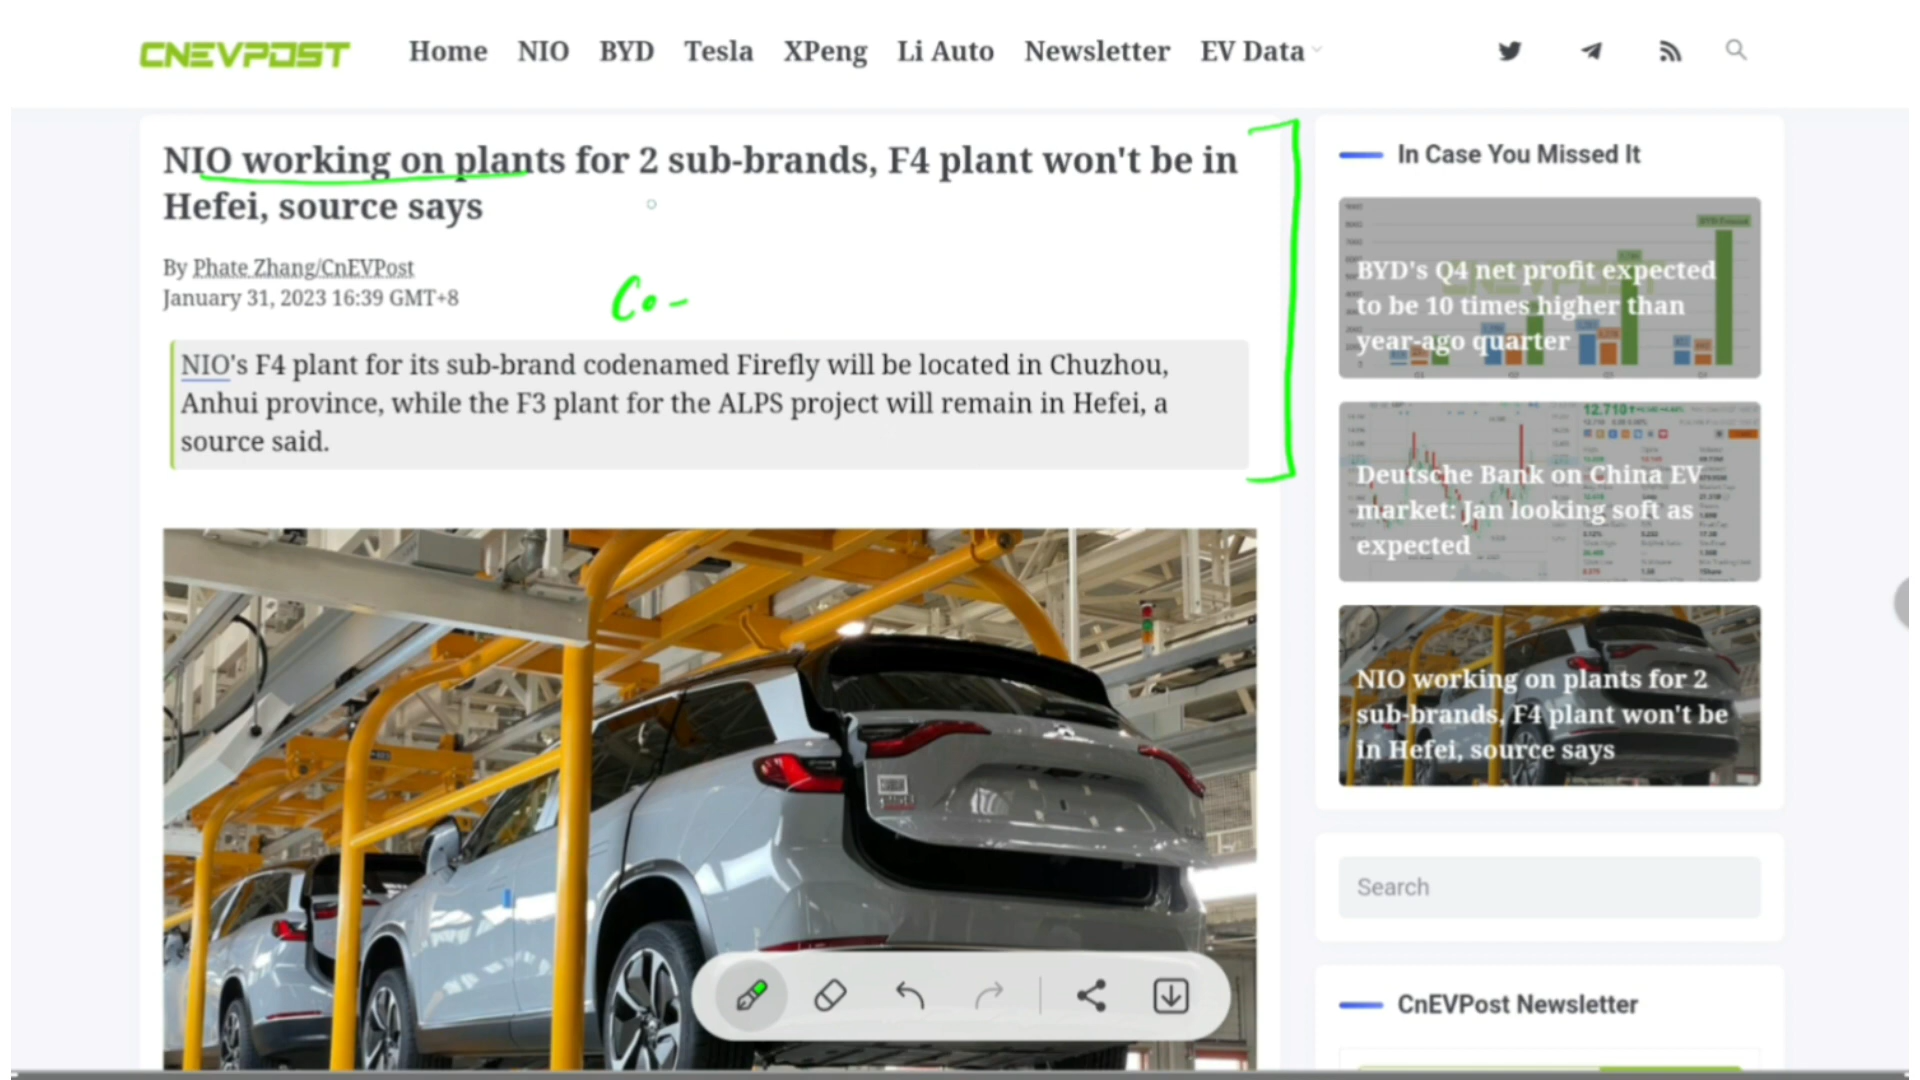 CNEVPOST
Home NIO BYD Tesla XPeng Li Auto Newsletter EV Data
NIO working on plants for 2 sub-brands, F4 plant won't be in
Hefei, source says
By Phate Zhang/CnEVPost
January 31, 2023 16:39 GMT+8
Co-
NIO's F4 plant for its sub-brand codenamed Firefly will be located in Chuzhou,
Anhui province, while the F3 plant for the ALPS project will remain in Hefei, a
source said.
In Case You Missed It
BYD's Q4 net profit expected
to be 10 times higher than
year-ago quarter
12.710
Deutsche Bank on China EV
market: Jan looking soft as
expected
NIO working on plants for 2
sub-brands, F4 plant won't be
in Hefei, source says
Search
CnEVPost Newsletter